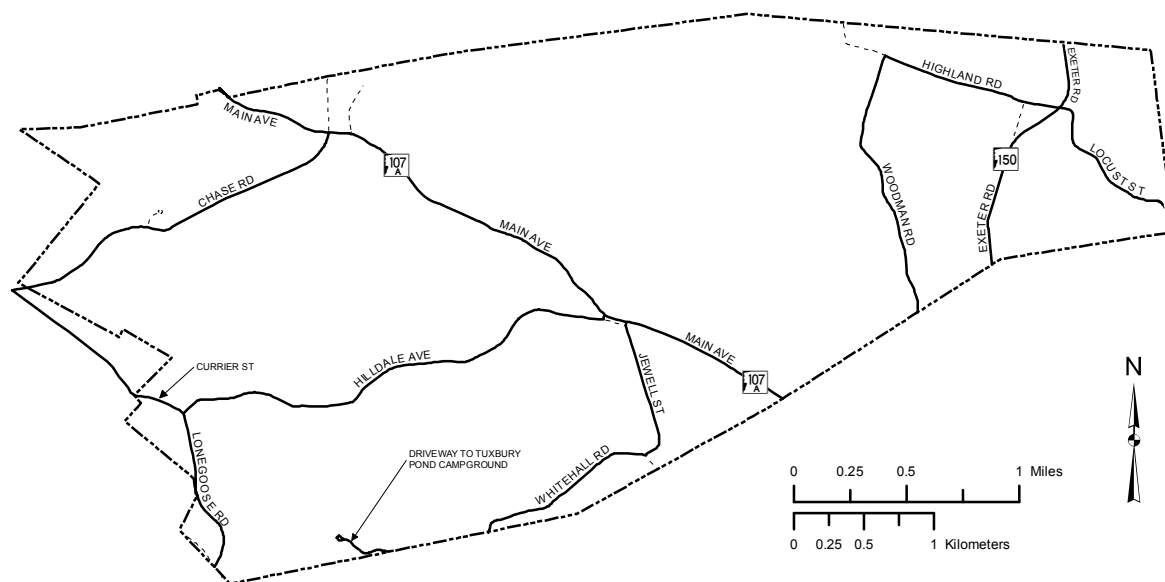 EXETER RD
HIGHLAND RD
MAIN AVE
107
A
150
LOCUST ST
CHASE RD
WOODMAN RD
EXETER RD
MAIN AVE
MAIN AVE
107
A
CURRIER ST
HILLDALE AVE
JEWELL ST
N
LONEGOOSE RD
DRIVEWAY TO TUXBURY
POND CAMPGROUND
WHITEHALL RD
0 0.25 0.5 1 Miles
0 0.25 0.5 1 Kilometers